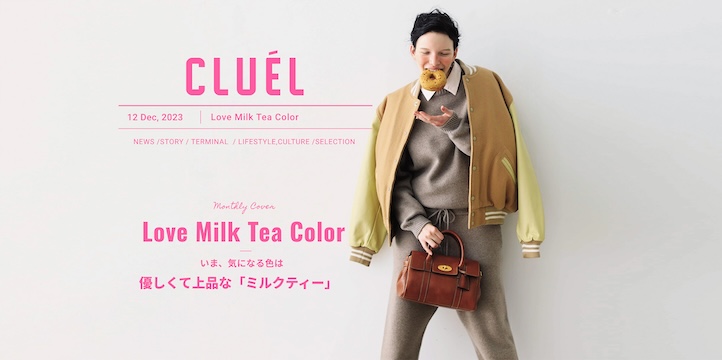 CLUÉL
12 Dec, 2023 Love Milk Tea Color
NEWS /STORY / TERMINAL / LIFESTYLE,CULTURE /SELECTION
Monthly Cover
Love Milk Tea Color
いま、気になる色は
優しくて上品な「ミルクティー」